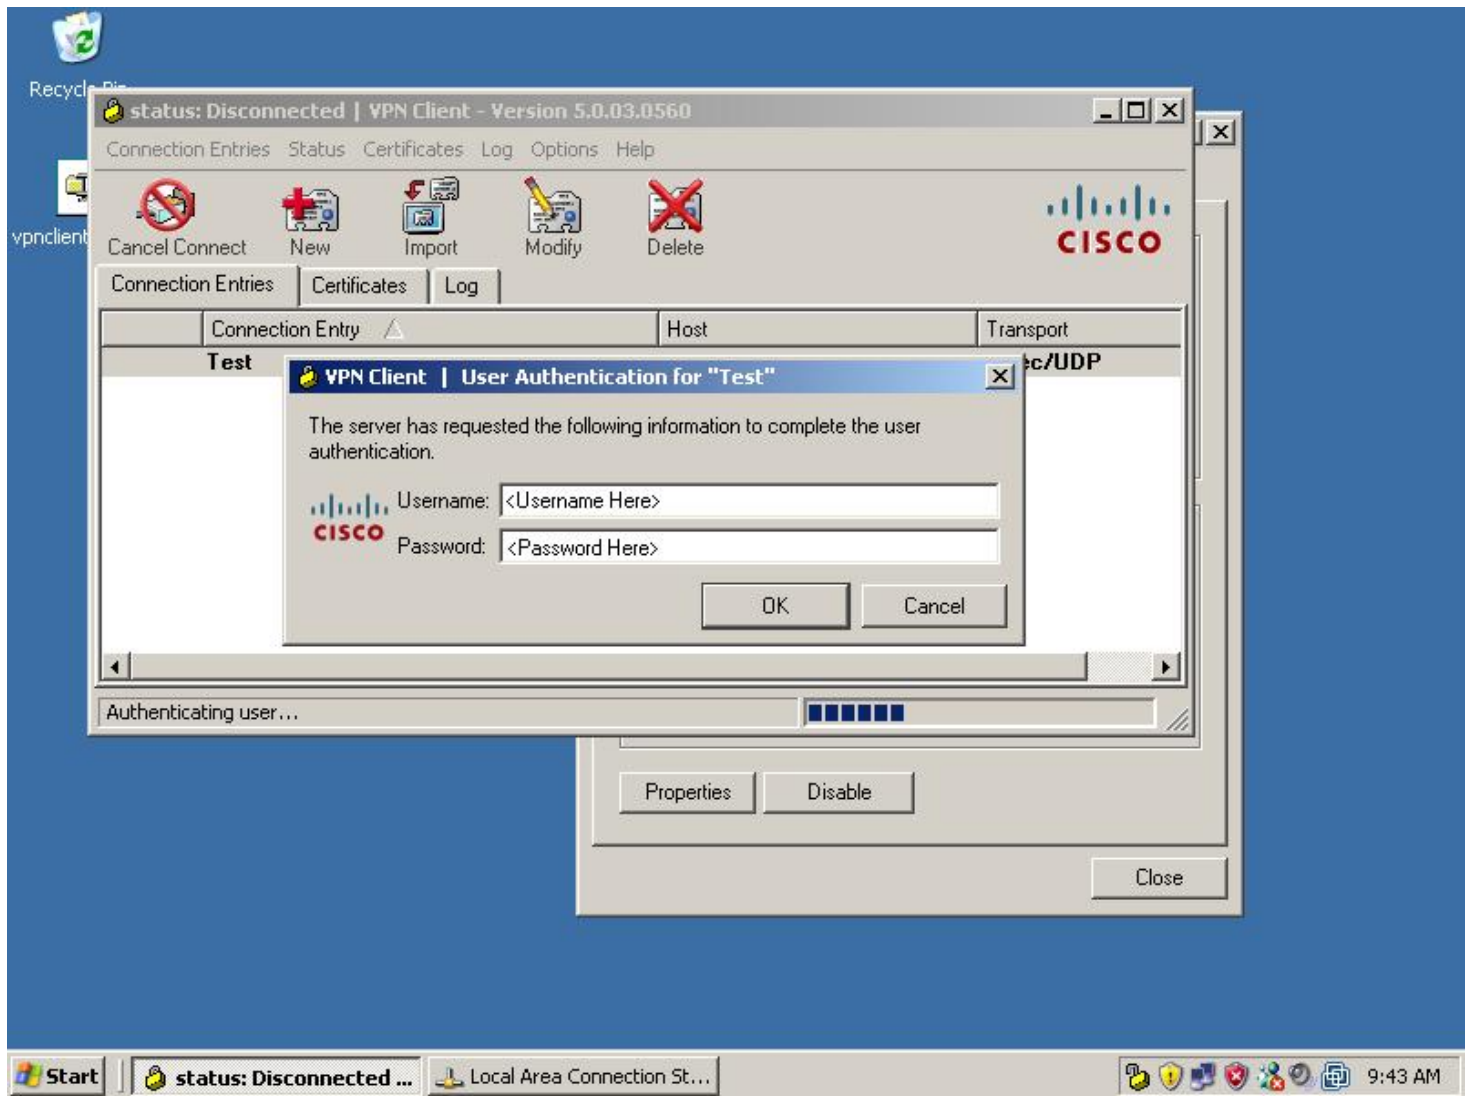 Recycle Bin
status: Disconnected | VPN Client - Version 5.0.03.0560
Connection Entries Status Certificates Log Options Help
vpnclient
Cancel Connect New Import Modify Delete
CISCO
Connection Entries Certificates Log
Connection Entry Host Transport
Test ec/UDP
VPN Client | User Authentication for "Test"
The server has requested the following information to complete the user
authentication.
CISCO
Username: <Username Here>
Password: <Password Here>
OK Cancel
Authenticating user...
Properties Disable
Close
Start status: Disconnected ... Local Area Connection St... 9:43 AM